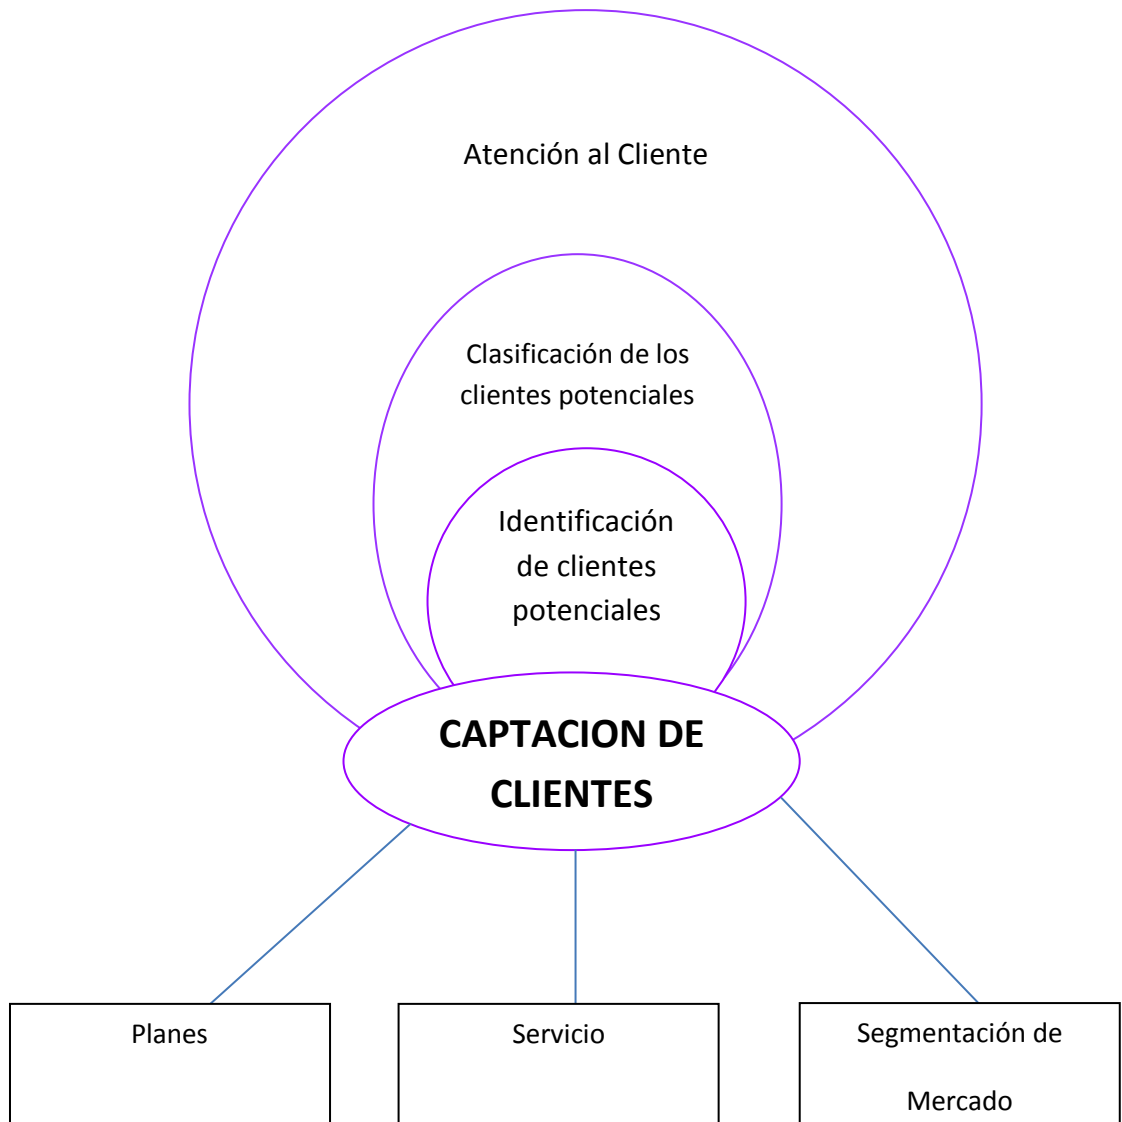 Atención al Cliente
Clasificación de los
clientes potenciales
Identificación
de clientes
potenciales
CAPTACION DE
CLIENTES
Planes
Servicio
Segmentación de
Mercado